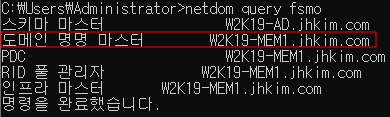 C:₩Users₩Administrator>netdom query fsmo
스키마 마스터 W2K19-AD.jhkim.com
도메인 명명 마스터 W2K19-MEM1.jhkim.com
PDC W2K19-MEM1.jhkim.com
RID 풀 관리자 W2K19-MEM1.jhkim.com
인프라 마스터 W2K19-MEM1.jhkim.com
명령을 완료했습니다.